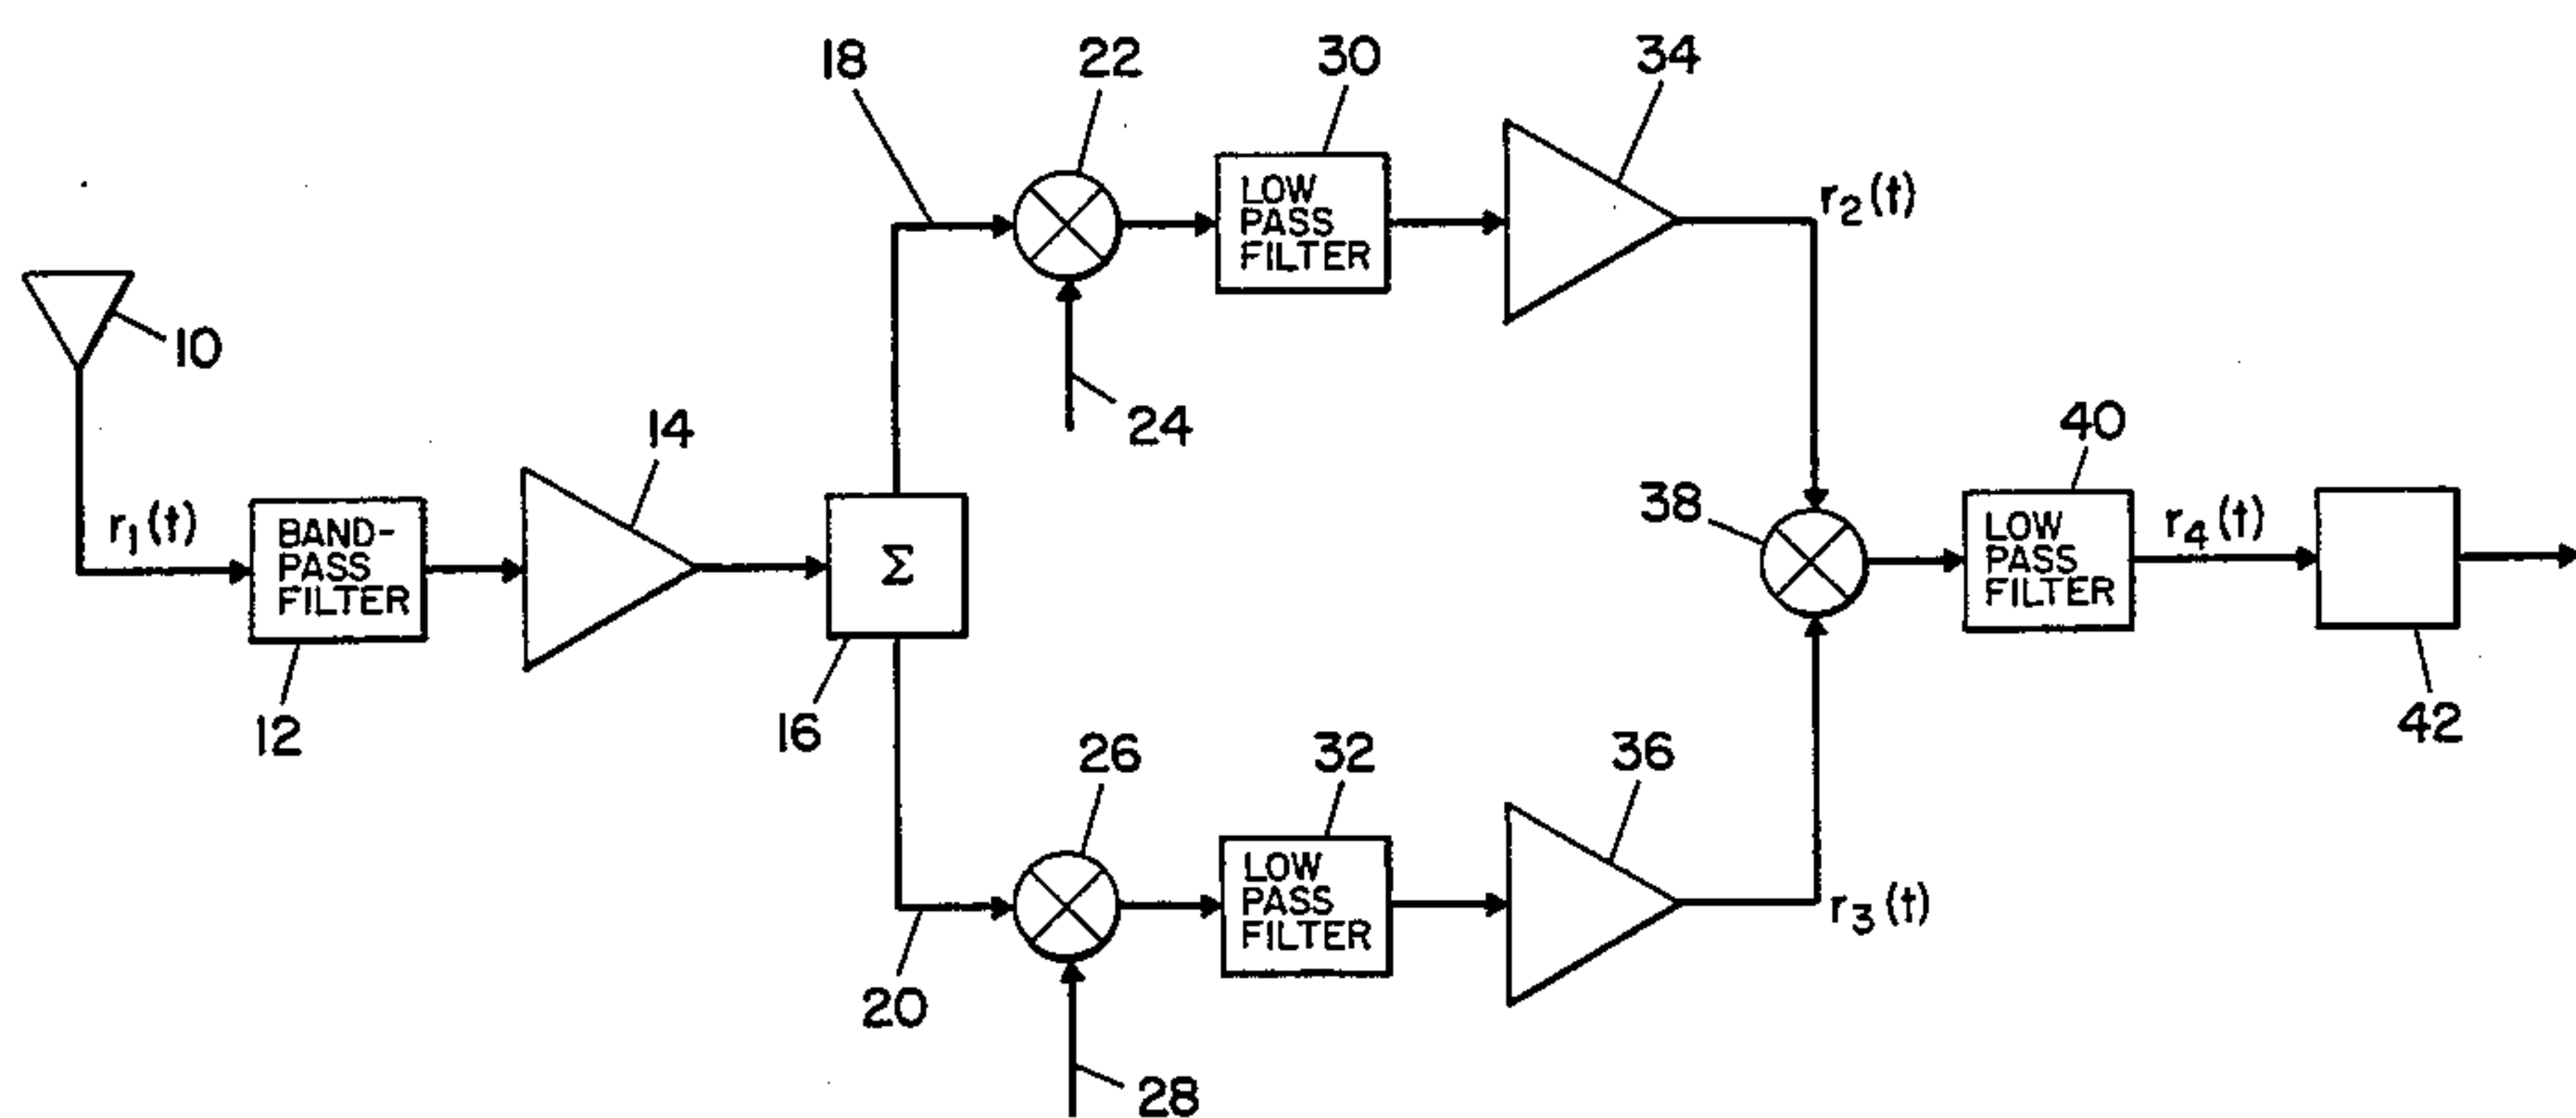 18
22
30
34
LOW
PASS
FILTER
r₂(t)
10
24
14
40
r₁(t)
BAND-
PASS
FILTER
Σ
38
LOW
PASS
FILTER
r₄(t)
12
16
26
32
36
42
LOW
PASS
FILTER
r₃(t)
20
28